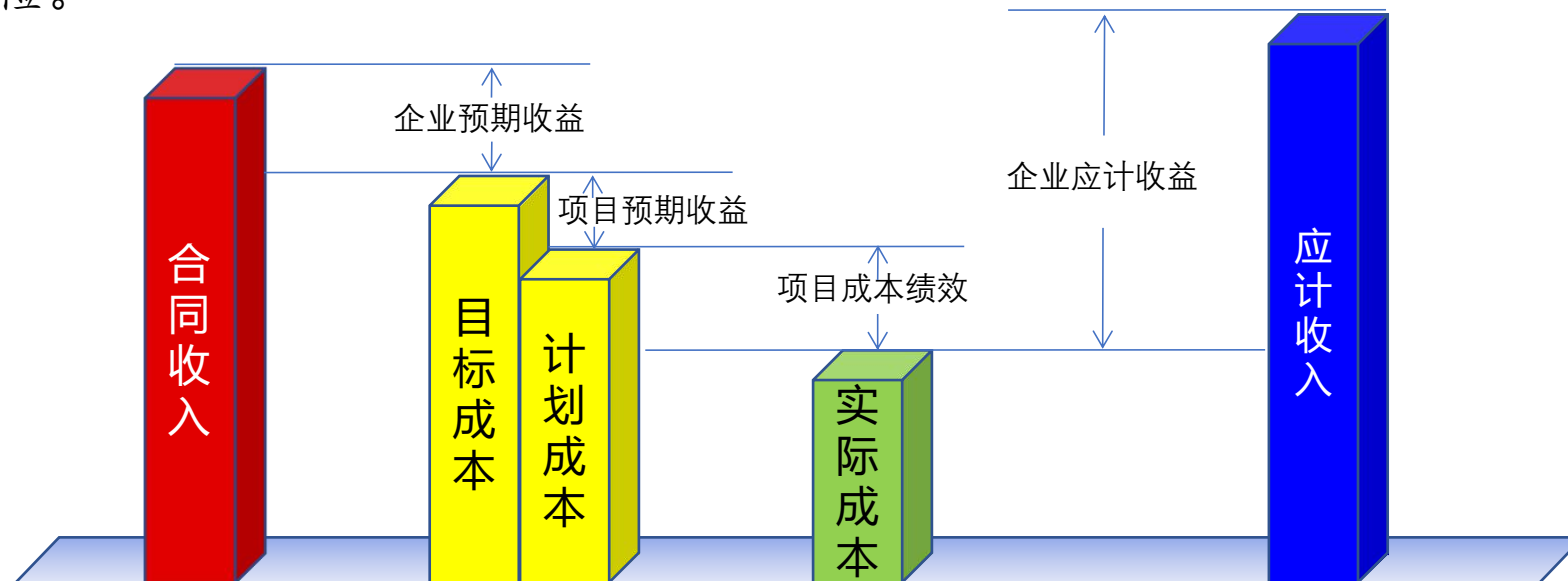 企业预期收益
项目预期收益
企业应计收益
项目成本绩效
合同收入
目标成本
计划成本
实际成本
应计收入